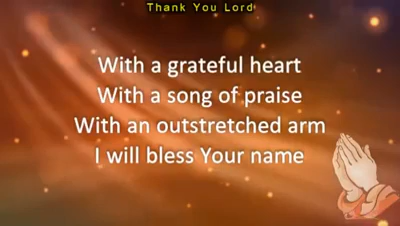 Thank You Lord
With a grateful heart
With a song of praise
With an outstretched arm
I will bless Your name